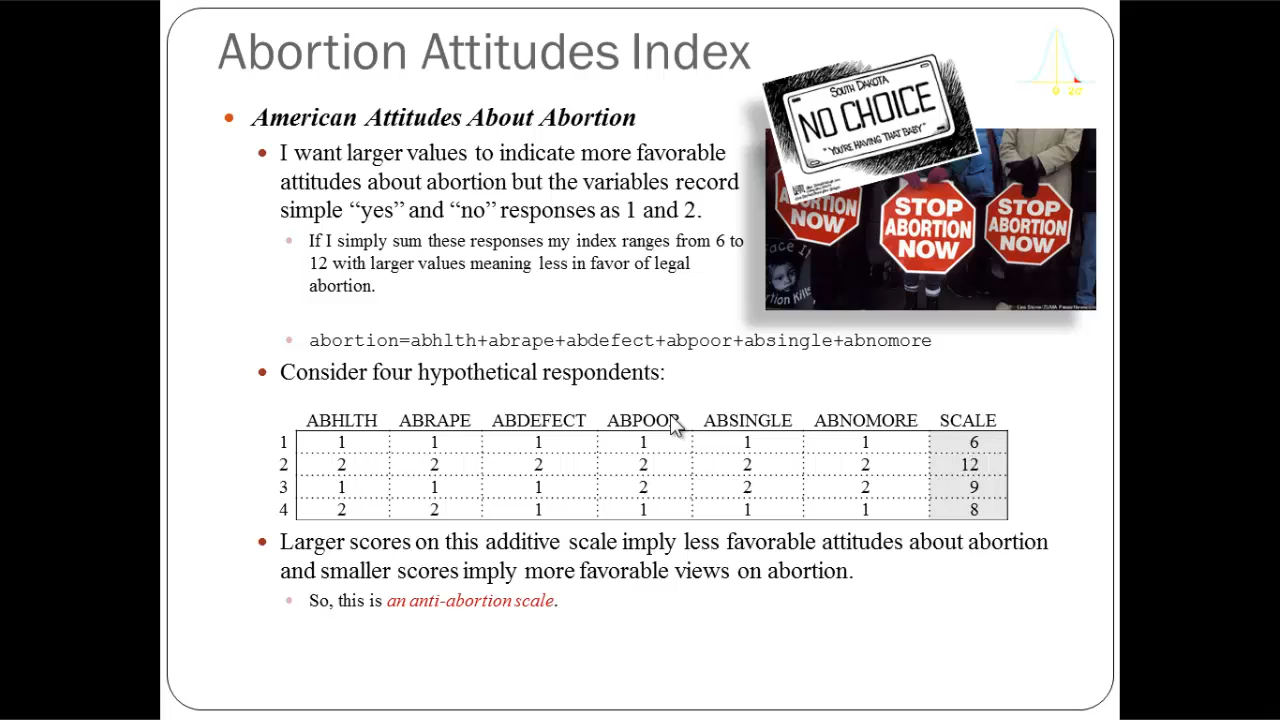 Abortion Attitudes Index
SOUTH DAKOTA
NO CHOICE
"YOU'RE HAVING THAT BABY"
0 2σ
• American Attitudes About Abortion
• I want larger values to indicate more favorable
attitudes about abortion but the variables record
simple “yes” and “no” responses as 1 and 2.
ABORTION
NOW
STOP
ABORTION
NOW
STOP
ABORTION
NOW
• If I simply sum these responses my index ranges from 6 to
12 with larger values meaning less in favor of legal
abortion.
• abortion=abhlth+abrape+abdefect+abpoor+absingle+abnomore
• Consider four hypothetical respondents:
ABHLTH ABRAPE ABDEFECT ABPOOR ABSINGLE ABNOMORE SCALE
1 1 1 1 1 1 1 6
2 2 2 2 2 2 2 12
3 1 1 1 2 2 2 9
4 2 2 1 1 1 1 8
• Larger scores on this additive scale imply less favorable attitudes about abortion
and smaller scores imply more favorable views on abortion.
• So, this is an anti-abortion scale.